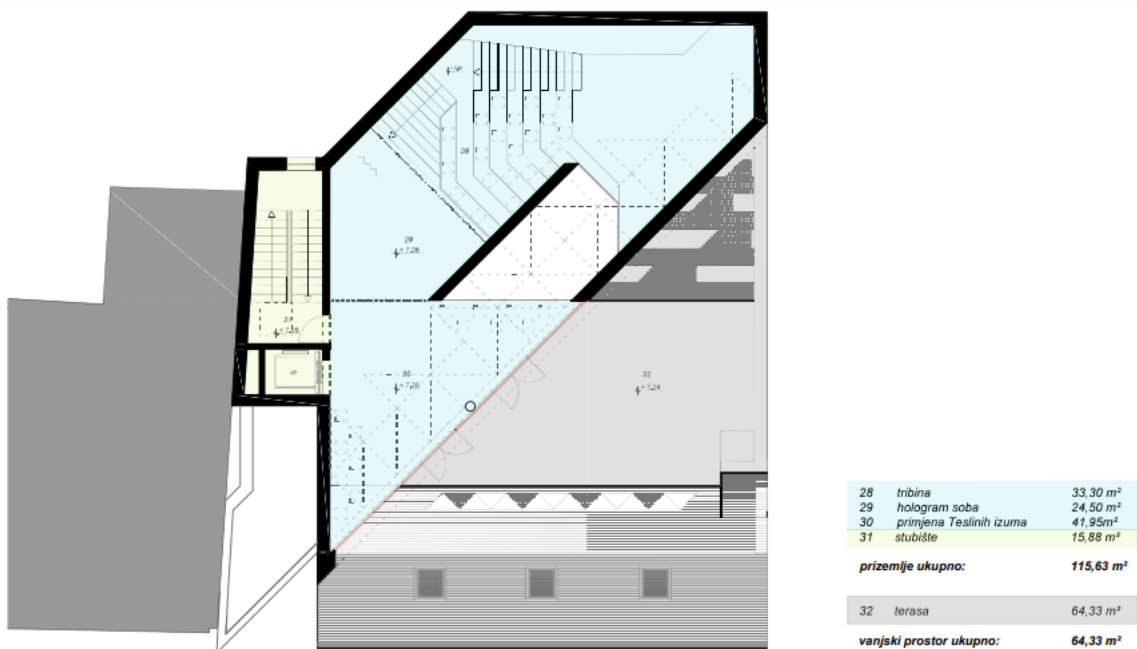 28
29
+ 7,26
30
32
28 tribina 33,30 m²
29 hologram soba 24,50 m²
30 primjena Teslinih izuma 41,95m²
31 stubište 15,88 m²
prizemlje ukupno: 115,63 m²
32 terasa 64,33 m²
vanjski prostor ukupno: 64,33 m²